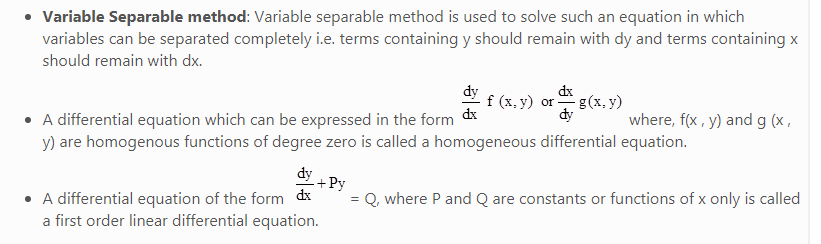 • Variable Separable method: Variable separable method is used to solve such an equation in which
variables can be separated completely i.e. terms containing y should remain with dy and terms containing x
should remain with dx.
• A differential equation which can be expressed in the form dy/dx f (x, y) or dx/dy g(x, y) where, f(x , y) and g (x ,
y) are homogenous functions of degree zero is called a homogeneous differential equation.
• A differential equation of the form dy/dx + Py = Q, where P and Q are constants or functions of x only is called
a first order linear differential equation.